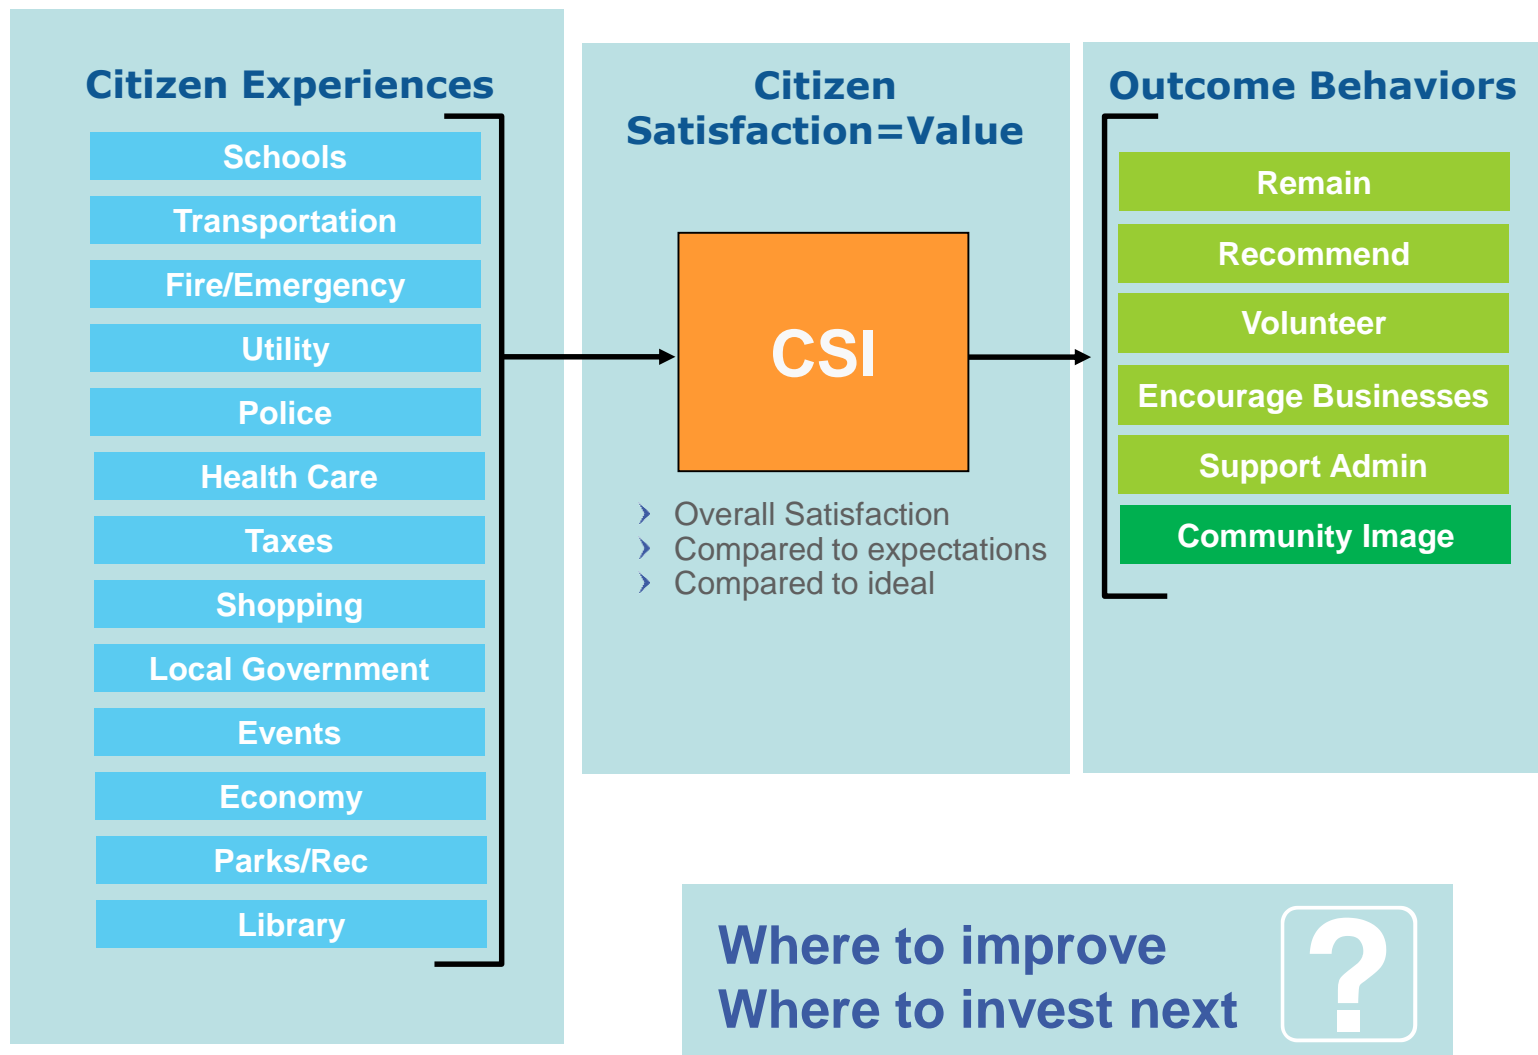 Citizen Experiences
Schools
Transportation
Fire/Emergency
Utility
Police
Health Care
Taxes
Shopping
Local Government
Events
Economy
Parks/Rec
Library
Citizen
Satisfaction=Value
CSI
Overall Satisfaction
Compared to expectations
Compared to ideal
Outcome Behaviors
Remain
Recommend
Volunteer
Encourage Businesses
Support Admin
Community Image
Where to improve
Where to invest next
?